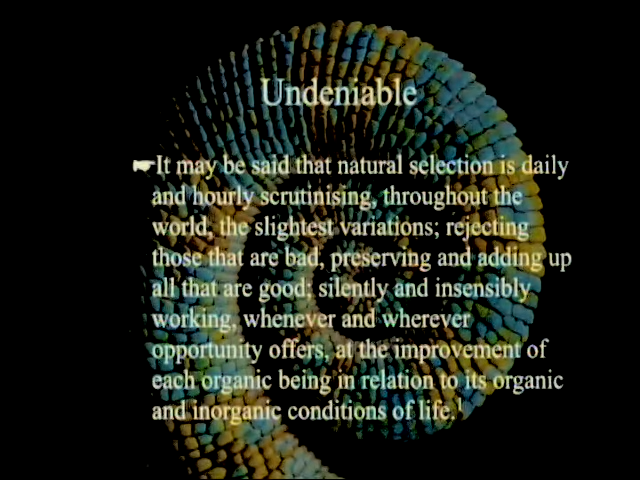 Undeniable
It may be said that natural selection is daily
and hourly scrutinising, throughout the
world, the slightest variations; rejecting
those that are bad, preserving and adding up
all that are good; silently and insensibly
working, whenever and wherever
opportunity offers, at the improvement of
each organic being in relation to its organic
and inorganic conditions of life.¹